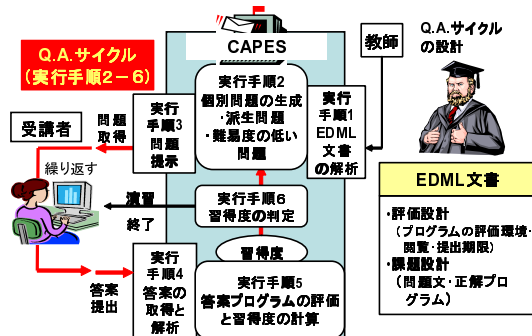 Q.A.サイクル
(実行手順2-6)
CAPES
教師
Q.A.サイクル
の設計
実行手順2
個別問題の生成
・派生問題
・難易度の低い
問題
実行
手順1
EDML
文書
の解析
受講者
問題
取得
実行
手順3
問題
提示
繰り返す
演習
終了
実行手順6
習得度の判定
習得度
答案
提出
実行
手順4
答案の
取得と
解析
実行手順5
答案プログラムの評価
と習得度の計算
EDML文書
・評価設計
(プログラムの評価環境・
閲覧・提出期限)
・課題設計
(問題文・正解プロ
グラム)